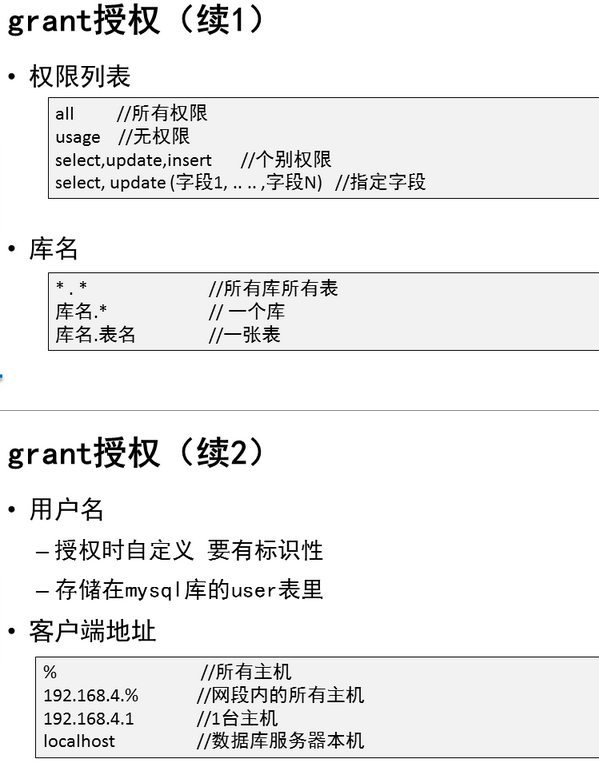 grant授权（续1）
• 权限列表
all //所有权限
usage //无权限
select,update,insert //个别权限
select, update (字段1, .. .. ,字段N) //指定字段
• 库名
* . * //所有库所有表
库名.* // 一个库
库名.表名 //一张表
grant授权（续2）
• 用户名
– 授权时自定义 要有标识性
– 存储在mysql库的user表里
• 客户端地址
% //所有主机
192.168.4.% //网段内的所有主机
192.168.4.1 //1台主机
localhost //数据库服务器本机